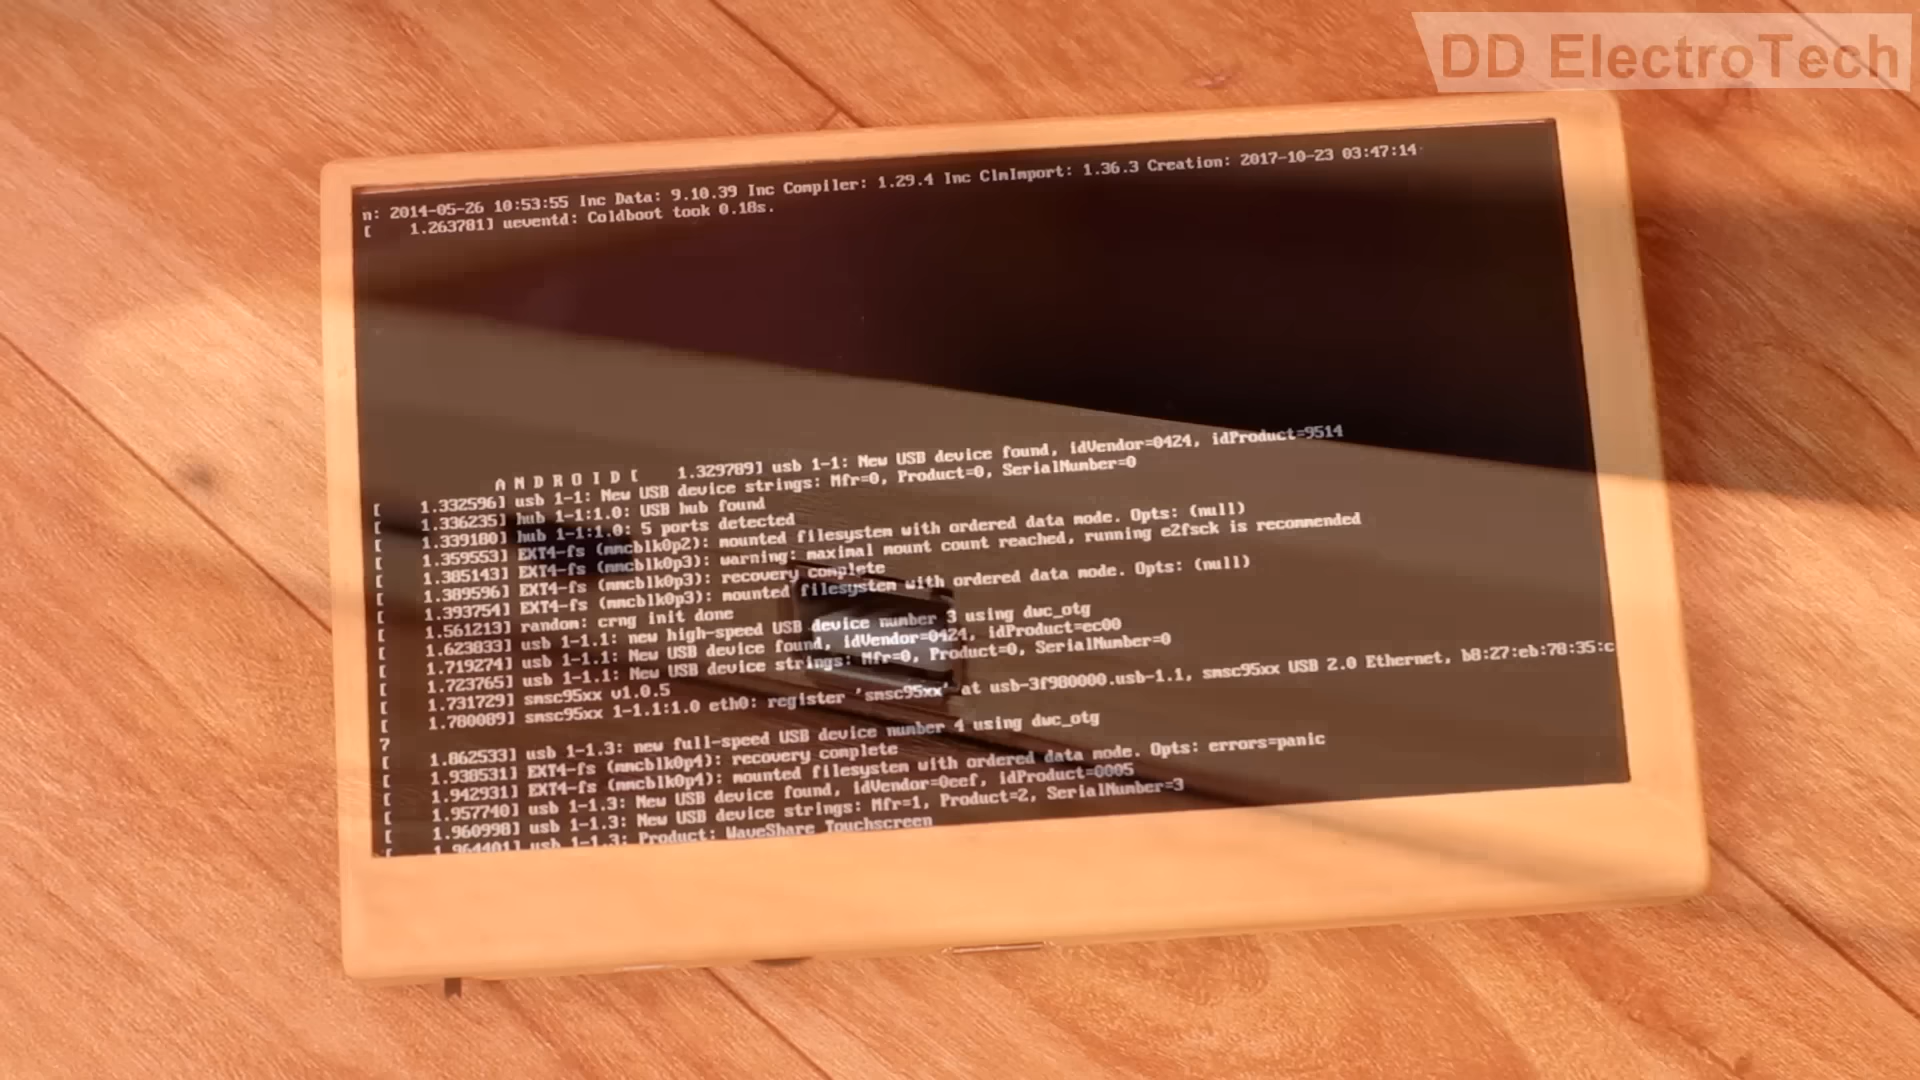 DD ElectroTech
n: 2014-05-26 10:53:55 Inc Data: 9.10.39 Inc Compiler: 1.29.4 Inc ClmImport: 1.36.3 Creation: 2017-10-23 03:47:14
[    1.263781] ueventd: Coldboot took 0.18s.
A N D R O I D [    1.329789] usb 1-1: New USB device found, idVendor=0424, idProduct=9514
[    1.332596] usb 1-1: New USB device strings: Mfr=0, Product=0, SerialNumber=0
[    1.336235] hub 1-1:1.0: USB hub found
[    1.339180] hub 1-1:1.0: 5 ports detected
[    1.359553] EXT4-fs (mmcblk0p2): mounted filesystem with ordered data mode. Opts: (null)
[    1.385143] EXT4-fs (mmcblk0p3): warning: maximal mount count reached, running e2fsck is recommended
[    1.389596] EXT4-fs (mmcblk0p3): recovery complete
[    1.393754] EXT4-fs (mmcblk0p3): mounted filesystem with ordered data mode. Opts: (null)
[    1.561213] random: crng init done
[    1.623833] usb 1-1.1: new high-speed USB device number 3 using dwc_otg
[    1.719274] usb 1-1.1: New USB device found, idVendor=0424, idProduct=ec00
[    1.723765] usb 1-1.1: New USB device strings: Mfr=0, Product=0, SerialNumber=0
[    1.731729] smsc95xx v1.0.5
[    1.780089] smsc95xx 1-1.1:1.0 eth0: register 'smsc95xx' at usb-3f980000.usb-1.1, smsc95xx USB 2.0 Ethernet, b8:27:eb:78:35:c
7
[    1.862533] usb 1-1.3: new full-speed USB device number 4 using dwc_otg
[    1.938531] EXT4-fs (mmcblk0p4): recovery complete
[    1.942931] EXT4-fs (mmcblk0p4): mounted filesystem with ordered data mode. Opts: errors=panic
[    1.957740] usb 1-1.3: New USB device found, idVendor=0eef, idProduct=0005
[    1.960998] usb 1-1.3: New USB device strings: Mfr=1, Product=2, SerialNumber=3
[    1.964401] usb 1-1.3: Product: WaveShare Touchscreen